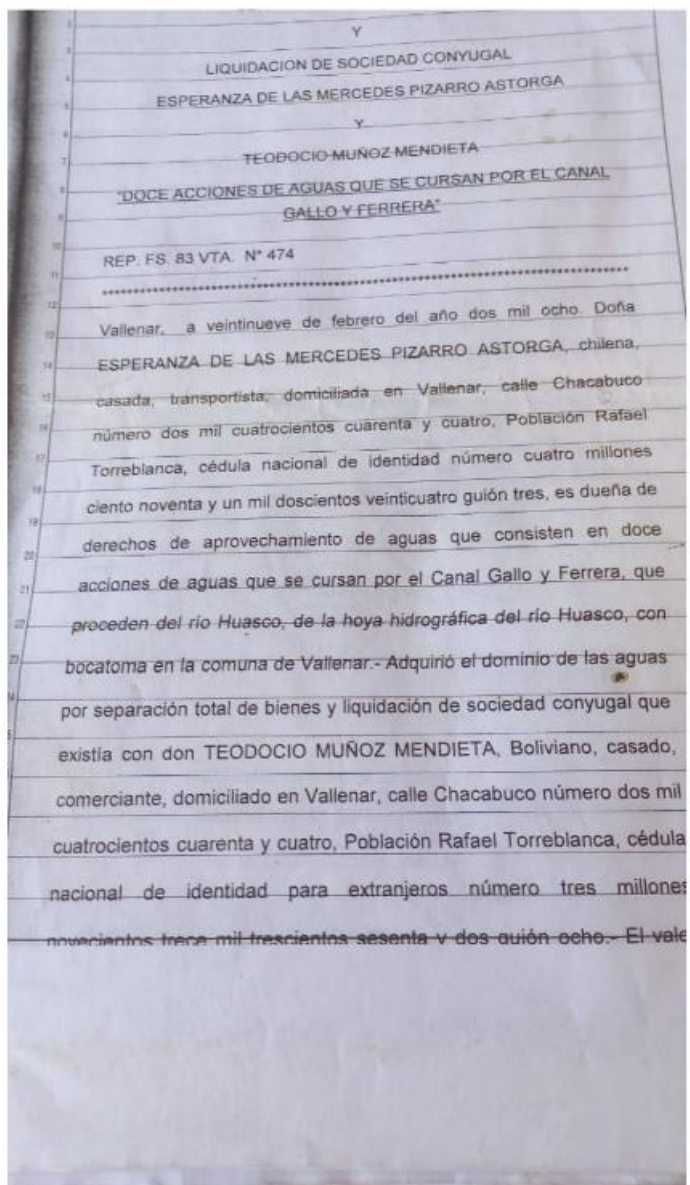 Y
LIQUIDACION DE SOCIEDAD CONYUGAL
ESPERANZA DE LAS MERCEDES PIZARRO ASTORGA
Y
TEODOCIO MUÑOZ MENDIETA
"DOCE ACCIONES DE AGUAS QUE SE CURSAN POR EL CANAL
GALLO Y FERRERA"
REP. FS. 83 VTA. N° 474
Vallenar, a veintinueve de febrero del año dos mil ocho. Doña
ESPERANZA DE LAS MERCEDES PIZARRO ASTORGA, chilena,
casada, transportista, domiciliada en Vallenar, calle Chacabuco
número dos mil cuatrocientos cuarenta y cuatro, Población Rafael
Torreblanca, cédula nacional de identidad número cuatro millones
ciento noventa y un mil doscientos veinticuatro guión tres, es dueña de
derechos de aprovechamiento de aguas que consisten en doce
acciones de aguas que se cursan por el Canal Gallo y Ferrera, que
proceden del río Huasco, de la hoya hidrográfica del río Huasco, con
bocatoma en la comuna de Vallenar.- Adquirió el dominio de las aguas
por separación total de bienes y liquidación de sociedad conyugal que
existía con don TEODOCIO MUÑOZ MENDIETA, Boliviano, casado,
comerciante, domiciliado en Vallenar, calle Chacabuco número dos mil
cuatrocientos cuarenta y cuatro, Población Rafael Torreblanca, cédula
nacional de identidad para extranjeros número tres millones
novecientos trece mil trescientos sesenta y dos guión ocho.- El vale